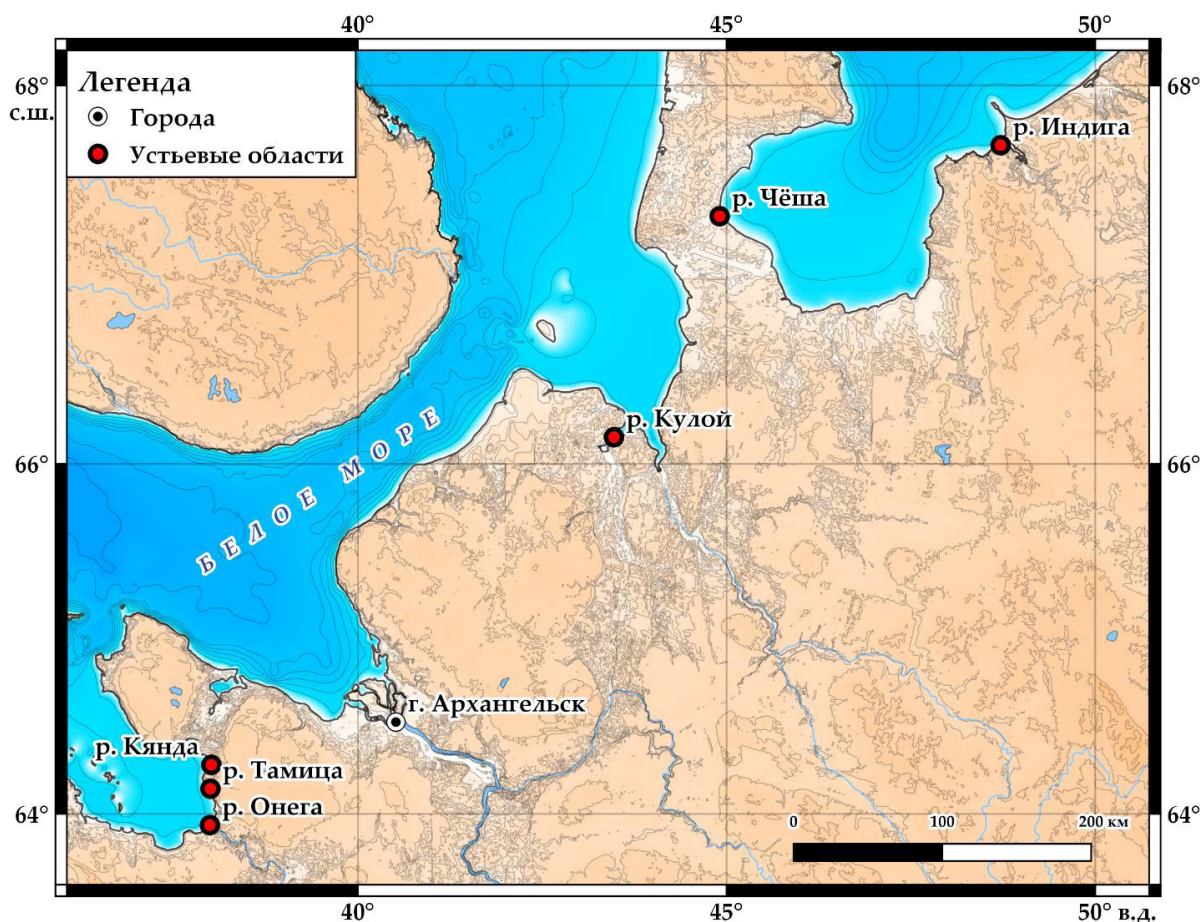 40°
45°
50°
68°
с.ш.
68°
Легенда
Города
Устьевые области
р. Индига
р. Чёша
р. Кулой
66°
66°
БЕЛОЕ МОРЕ
г. Архангельск
р. Кянда
р. Тамица
р. Онега
64°
64°
0
100
200 км
40°
45°
50° в.д.